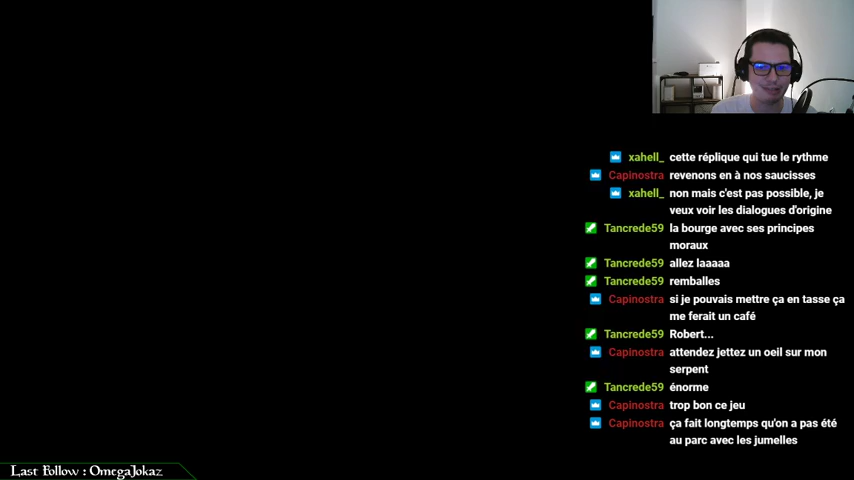 xahell_ cette réplique qui tue le rythme
Capinostra revenons en à nos saucisses
xahell_ non mais c'est pas possible, je
veux voir les dialogues d'origine
Tancrede59 la bourge avec ses principes
moraux
Tancrede59 allez laaaaa
Tancrede59 remballes
Capinostra si je pouvais mettre ça en tasse ça
me ferait un café
Tancrede59 Robert...
Capinostra attendez jettez un oeil sur mon
serpent
Tancrede59 énorme
Capinostra trop bon ce jeu
Capinostra ça fait longtemps qu'on a pas été
au parc avec les jumelles
Last Follow : OmegaJokaz